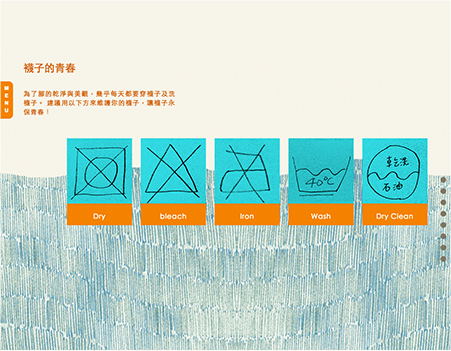 襪子的青春
為了腳的乾淨與美觀，幾乎每天都要穿襪子及洗
襪子。 建議用以下方來維護你的襪子，讓襪子永
保青春！
MENU
40℃
乾洗
石油
Dry
bleach
Iron
Wash
Dry Clean